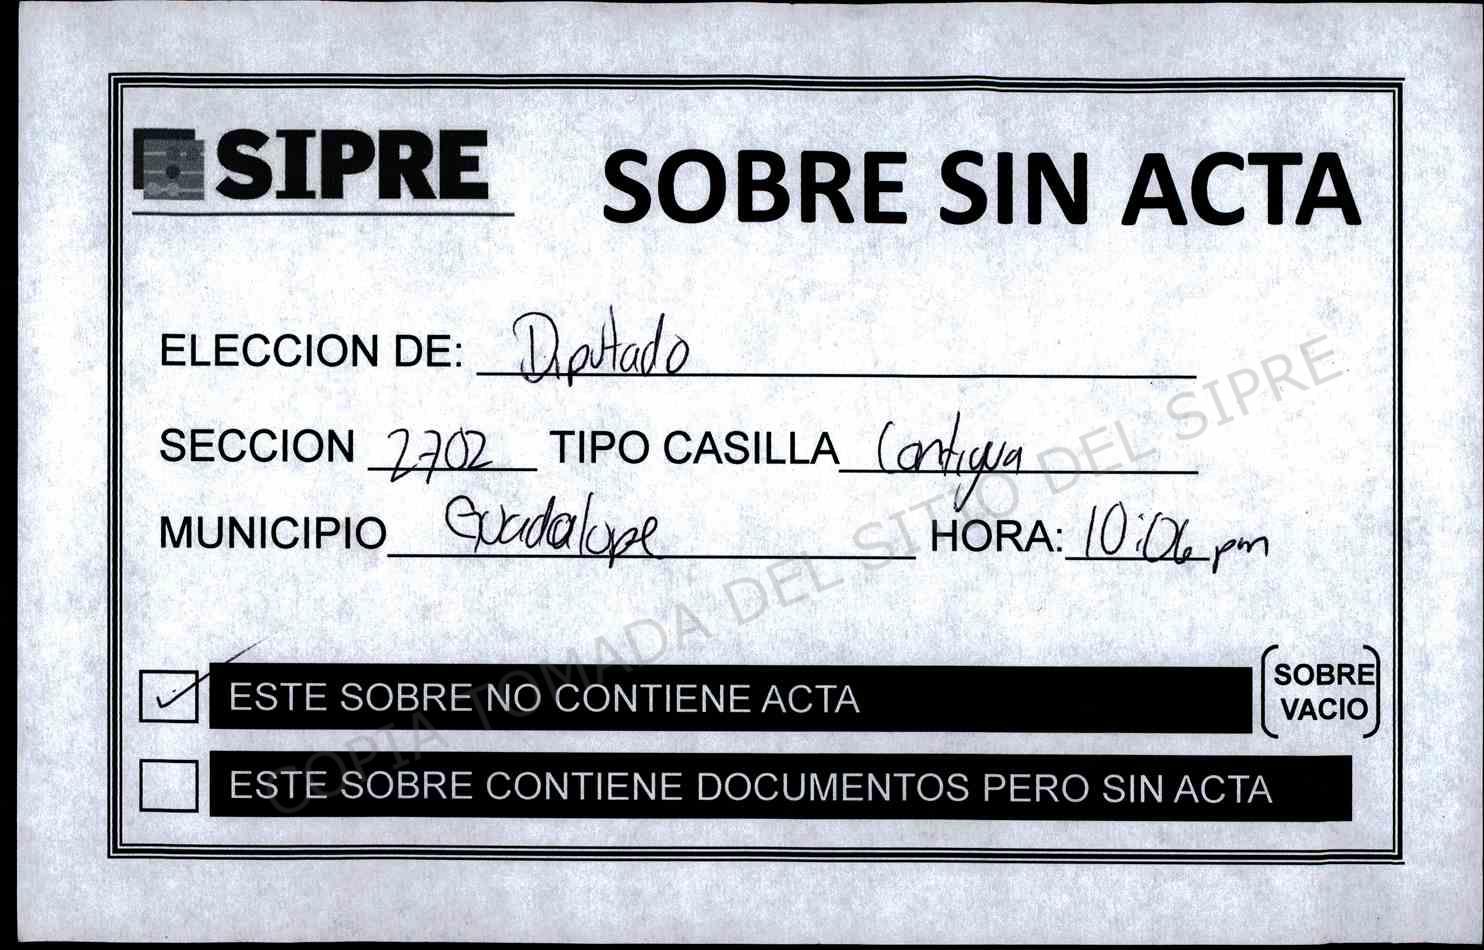 SIPRE
SOBRE SIN ACTA
ELECCION DE: Diputado
SECCION 2702 TIPO CASILLA Contigua
MUNICIPIO Guadalupe HORA: 10:06 pm
ESTE SOBRE NO CONTIENE ACTA (SOBRE VACIO)
ESTE SOBRE CONTIENE DOCUMENTOS PERO SIN ACTA
COPIA TOMADA DEL SITIO DEL SIPRE